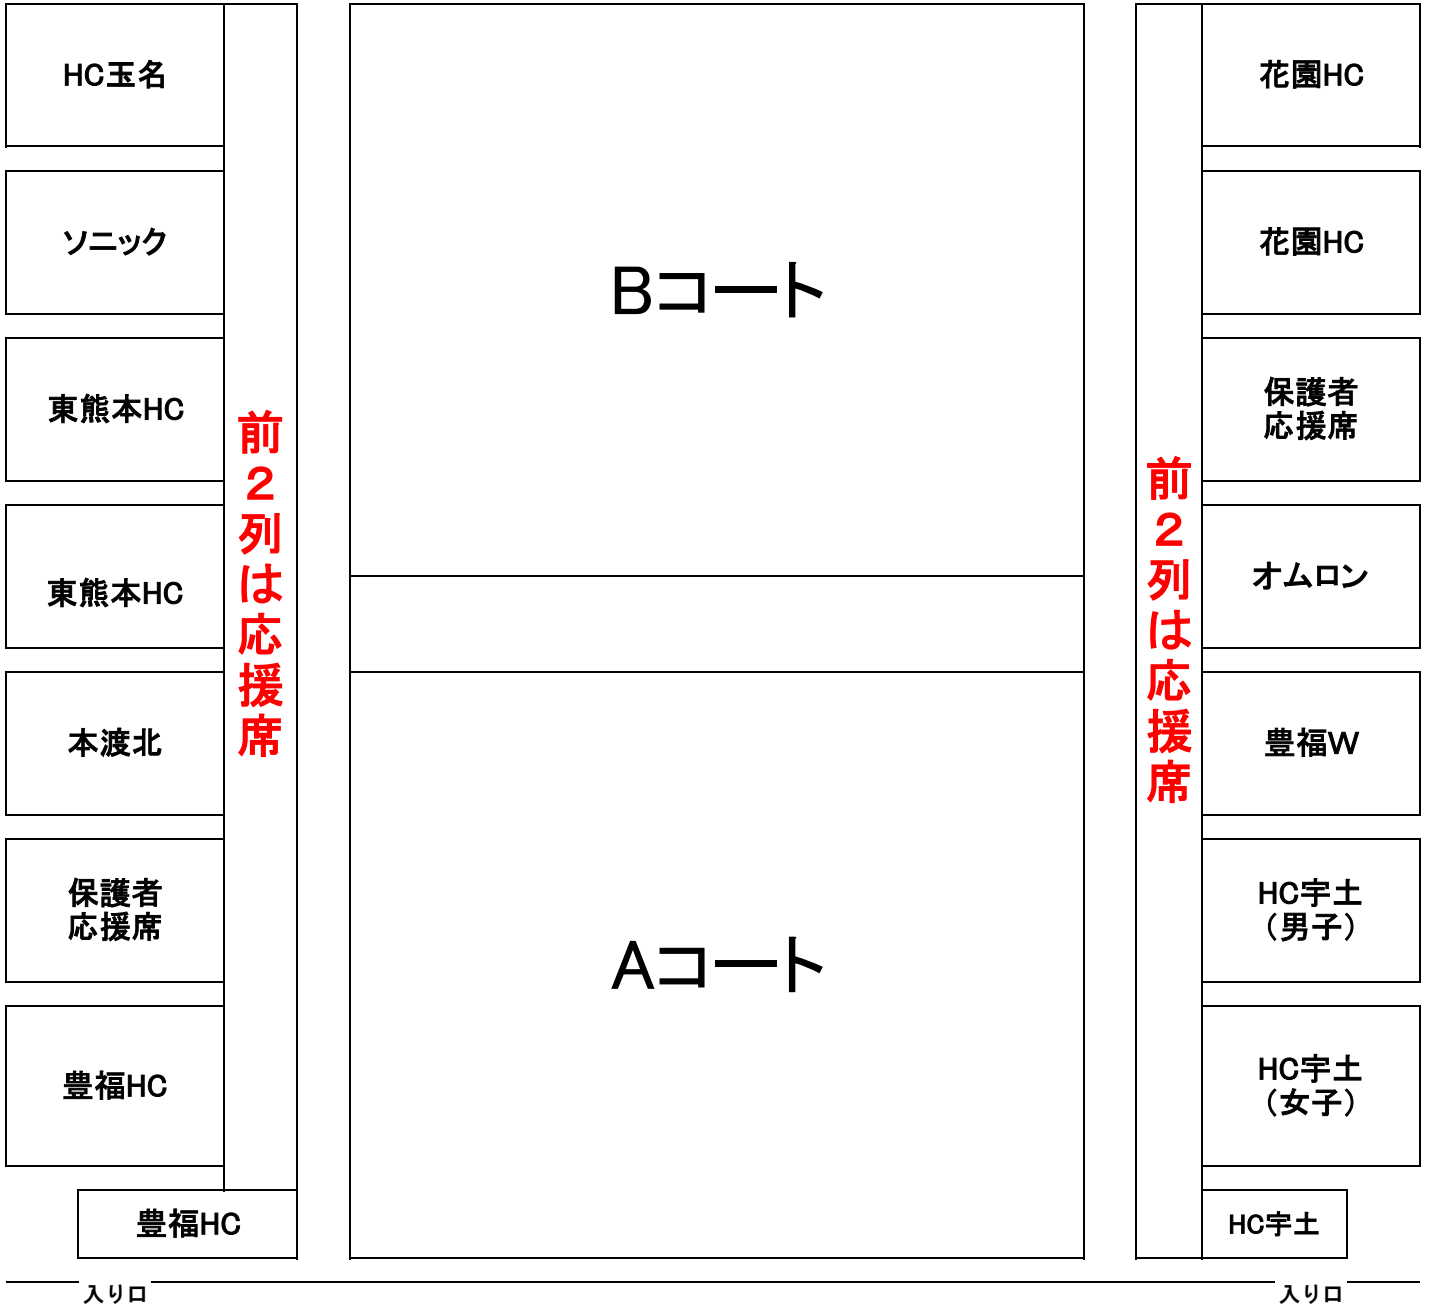 HC玉名
ソニック
東熊本HC
東熊本HC
本渡北
保護者
応援席
豊福HC
豊福HC
入り口
前２列は応援席
Bコート
Aコート
前２列は応援席
花園HC
花園HC
保護者
応援席
オムロン
豊福W
HC宇土
（男子）
HC宇土
（女子）
HC宇土
入り口